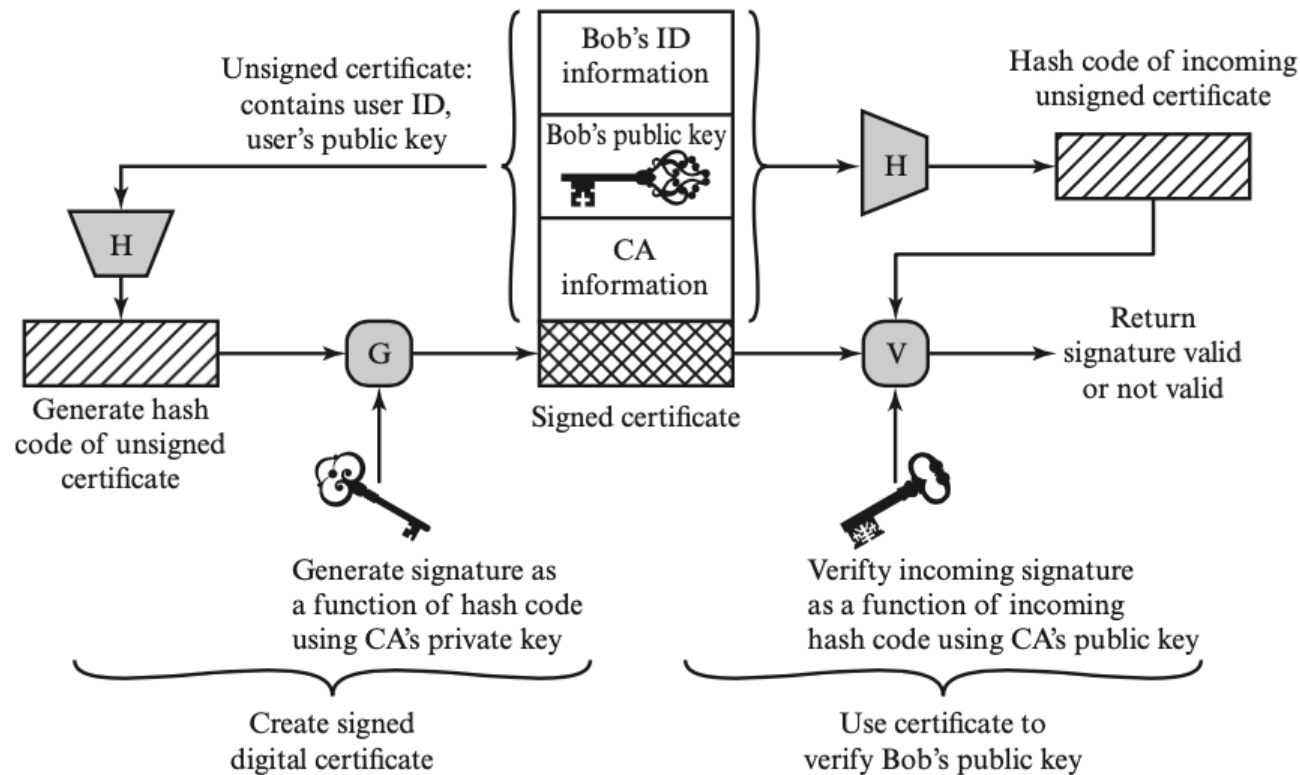 Unsigned certificate:
contains user ID,
user's public key
Bob's ID
information
Bob's public key
CA
information
Hash code of incoming
unsigned certificate
H
H
G
V
Generate hash
code of unsigned
certificate
Signed certificate
Return
signature valid
or not valid
Generate signature as
a function of hash code
using CA's private key
Verifty incoming signature
as a function of incoming
hash code using CA's public key
Create signed
digital certificate
Use certificate to
verify Bob's public key